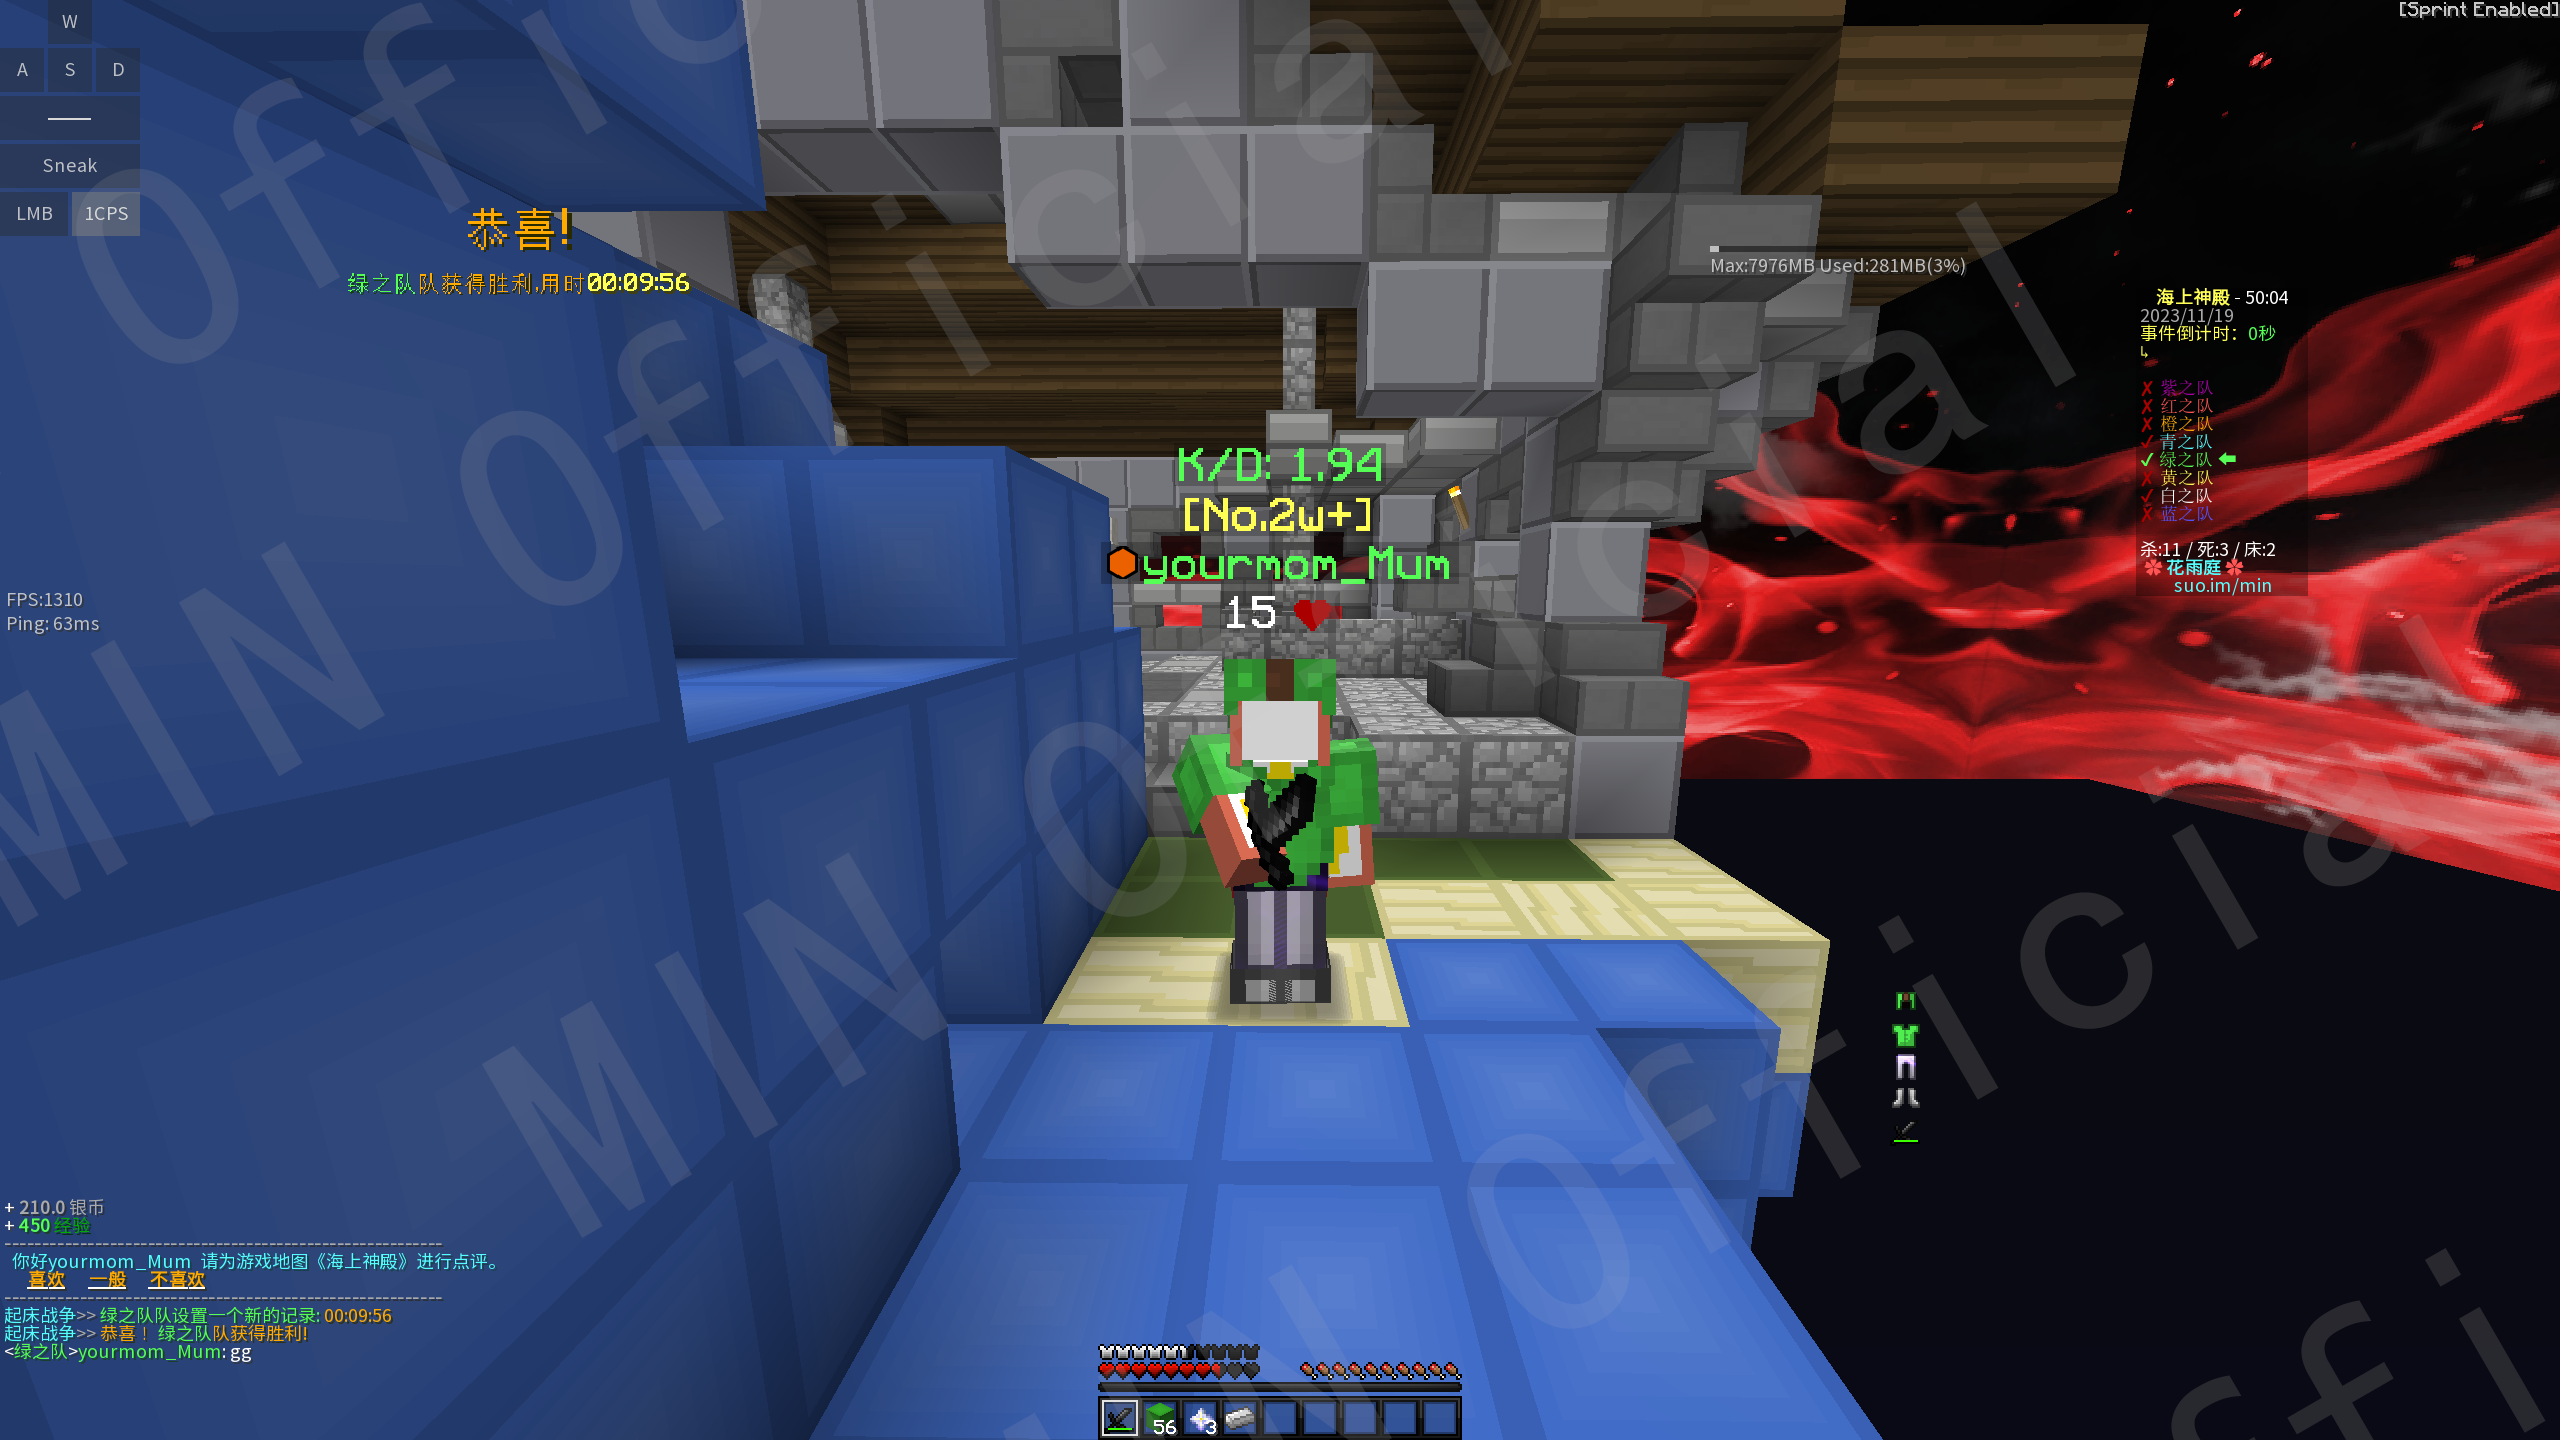 [Sprint Enabled]
W
A S D
Sneak
LMB 1CPS
恭喜!
绿之队队获得胜利,用时00:09:56
Max:7976MB Used:281MB(3%)
海上神殿 - 50:04
2023/11/19
事件倒计时: 0秒
↳
✘ 紫之队
✘ 红之队
✘ 橙之队
✓ 青之队
✓ 绿之队 ⬅
✘ 黄之队
✓ 白之队
✘ 蓝之队
杀:11 / 死:3 / 床:2
花雨庭
suo.im/min
K/D: 1.94
[No.2w+]
yourmom_Mum
15
FPS:1310
Ping: 63ms
+ 210.0 银币
+ 450 经验
你好yourmom_Mum 请为游戏地图《海上神殿》进行点评。
喜欢 一般 不喜欢
起床战争>> 绿之队队设置一个新的记录: 00:09:56
起床战争>> 恭喜！ 绿之队队获得胜利!
<绿之队>yourmom_Mum: gg
56 3
MIN Official
MIN Official
MIN Official
MIN Official